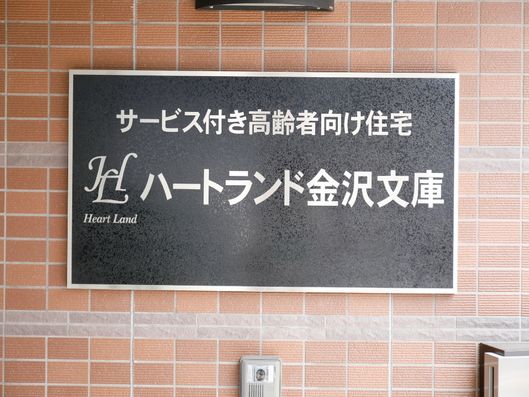 サービス付き高齢者向け住宅
HL ハートランド金沢文庫
Heart Land